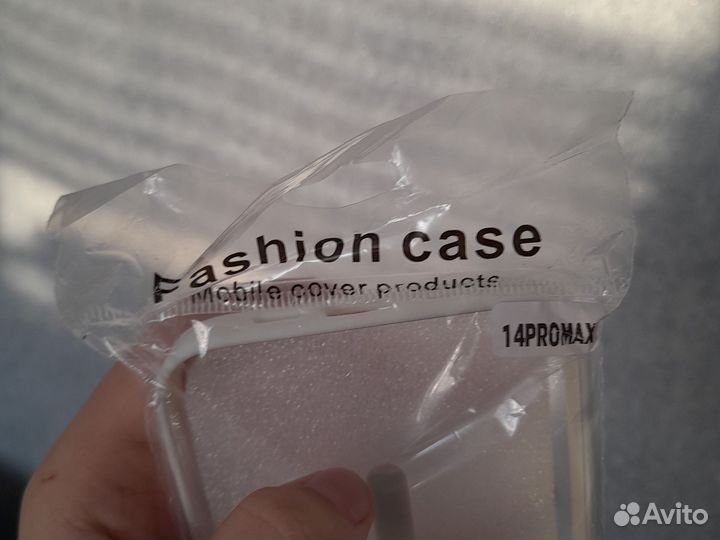 Fashion case
Mobile cover products
14PROMAX
Avito